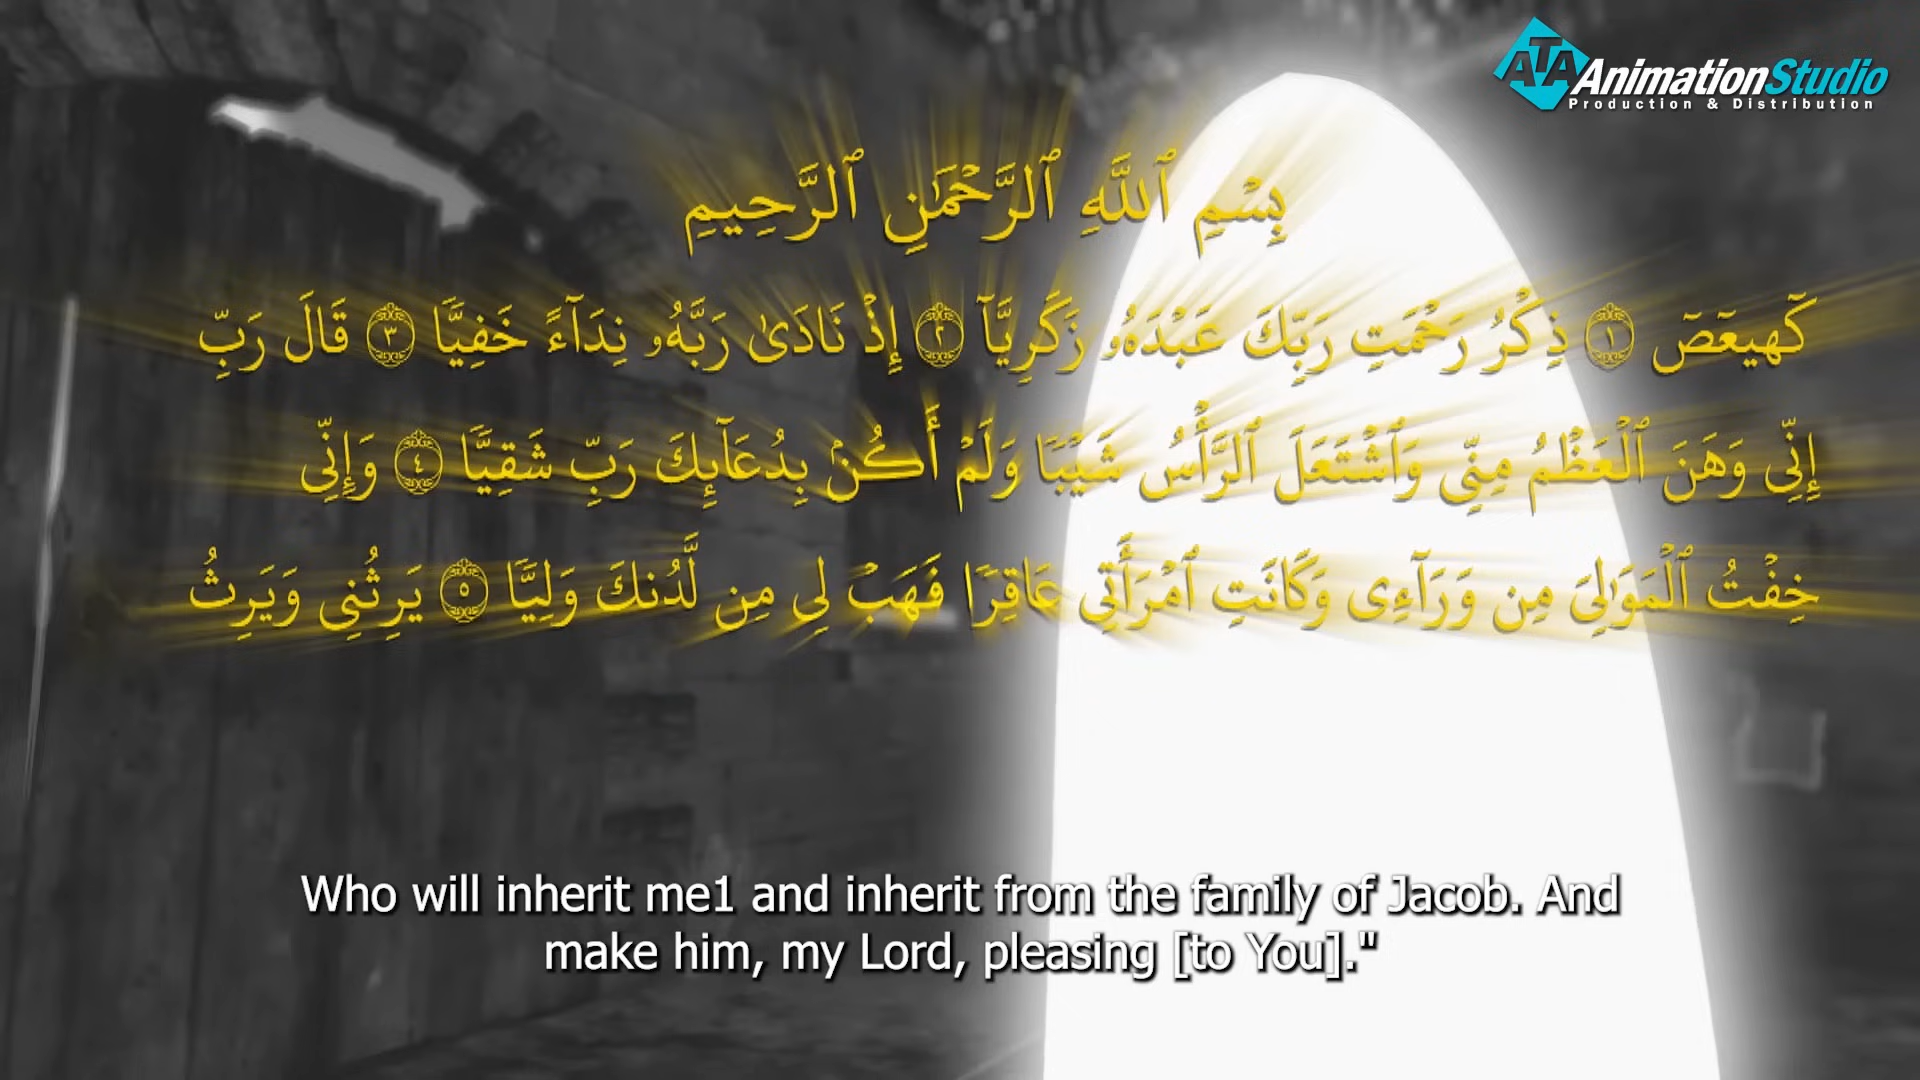 ATA AnimationStudio
Production & Distribution
بِسْمِ ٱللَّهِ ٱلرَّحْمَٰنِ ٱلرَّحِيمِ
كٓهيعٓصٓ ١ ذِكْرُ رَحْمَتِ رَبِّكَ عَبْدَهُۥ زَكَرِيَّآ ٢ إِذْ نَادَىٰ رَبَّهُۥ نِدَآءً خَفِيًّا ٣ قَالَ رَبِّ
إِنِّى وَهَنَ ٱلْعَظْمُ مِنِّى وَٱشْتَعَلَ ٱلرَّأْسُ شَيْبًا وَلَمْ أَكُنۢ بِدُعَآئِكَ رَبِّ شَقِيًّا ٤ وَإِنِّى
خِفْتُ ٱلْمَوَٰلِىَ مِن وَرَآءِى وَكَانَتِ ٱمْرَأَتِى عَاقِرًا فَهَبْ لِى مِن لَّدُنكَ وَلِيًّا ٥ يَرِثُنِى وَيَرِثُ
Who will inherit me1 and inherit from the family of Jacob. And
make him, my Lord, pleasing [to You]."